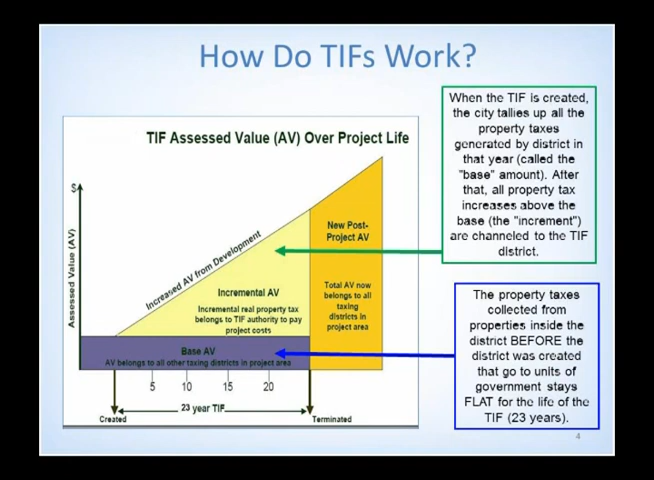 How Do TIFs Work?
TIF Assessed Value (AV) Over Project Life
$
Assessed Value (AV)
Increased AV from Development
Incremental AV
Incremental real property tax
belongs to TIF authority to pay
project costs
New Post-
Project AV
Total AV now
belongs to all
taxing
districts in
project area
Base AV
AV belongs to all other taxing districts in project area
5 10 15 20
23 year TIF
Created
Terminated
When the TIF is created,
the city tallies up all the
property taxes
generated by district in
that year (called the
"base" amount). After
that, all property tax
increases above the
base (the "increment")
are channeled to the TIF
district.
The property taxes
collected from
properties inside the
district BEFORE the
district was created
that go to units of
government stays
FLAT for the life of the
TIF (23 years).
4